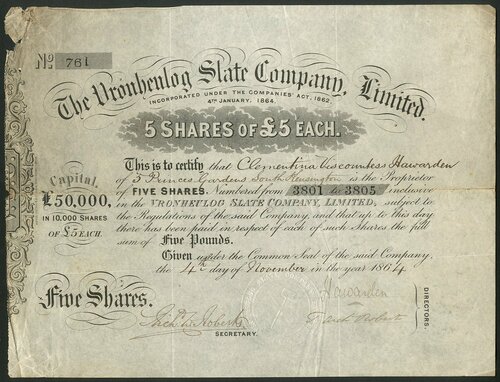 No 761
The Vronheulog Slate Company, Limited.
INCORPORATED UNDER THE COMPANIES' ACT, 1862,
4TH JANUARY, 1864.
5 SHARES OF £5 EACH.
Capital,
£50,000,
IN 10,000 SHARES
OF £5 EACH.
This is to certify that Clementina Viscountess Hawarden
of 5 Princes Gardens South Kensington is the Proprietor
of FIVE SHARES. Numbered from 3801 to 3805 inclusive
in the VRONHEULOG SLATE COMPANY, LIMITED, subject to
the Regulations of the said Company, and that up to this day
there has been paid in respect of each of such Shares the full
sum of Five Pounds.
Given under the Common Seal of the said Company,
the 4th day of November in the year 1864
Five Shares.
Roberts
SECRETARY.
Hawarden
DIRECTORS.